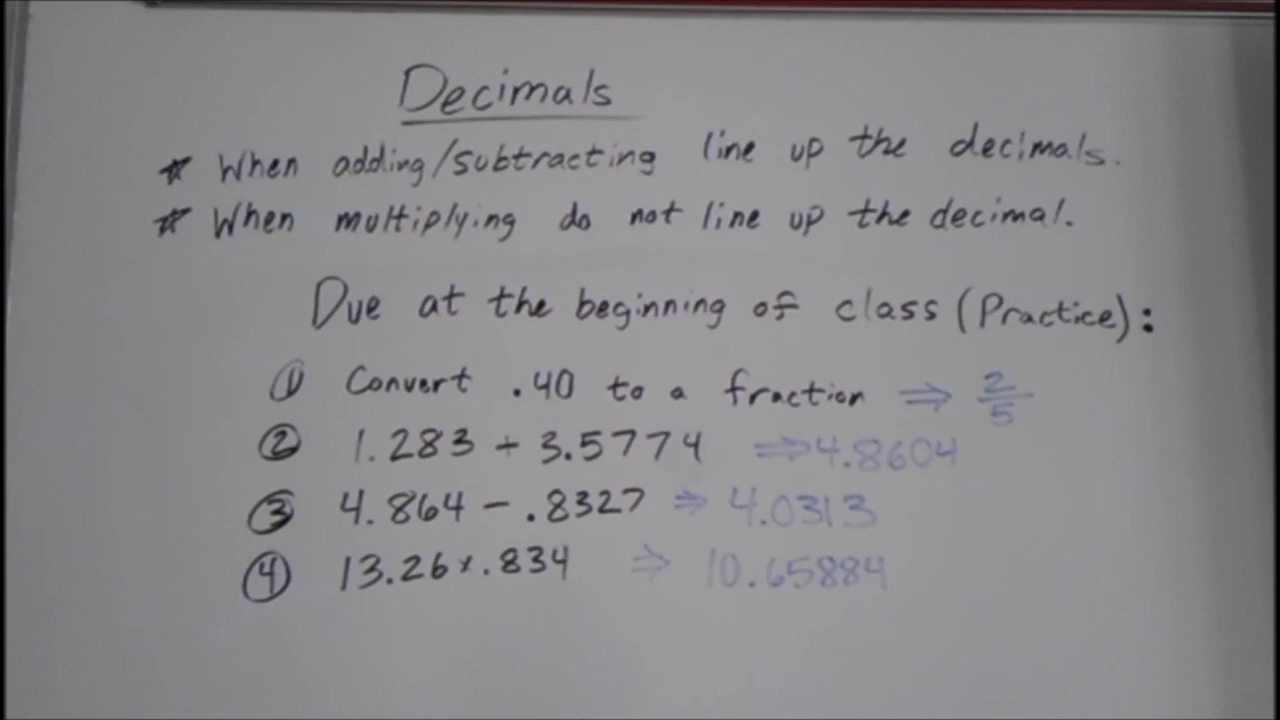 Decimals
* When adding/subtracting line up the decimals.
* When multiplying do not line up the decimal.
Due at the beginning of class (Practice):
① Convert .40 to a fraction ⇒ 2/5
② 1.283 + 3.5774 ⇒ 4.8604
③ 4.864 - .8327 ⇒ 4.0313
④ 13.26 x .834 ⇒ 10.65884